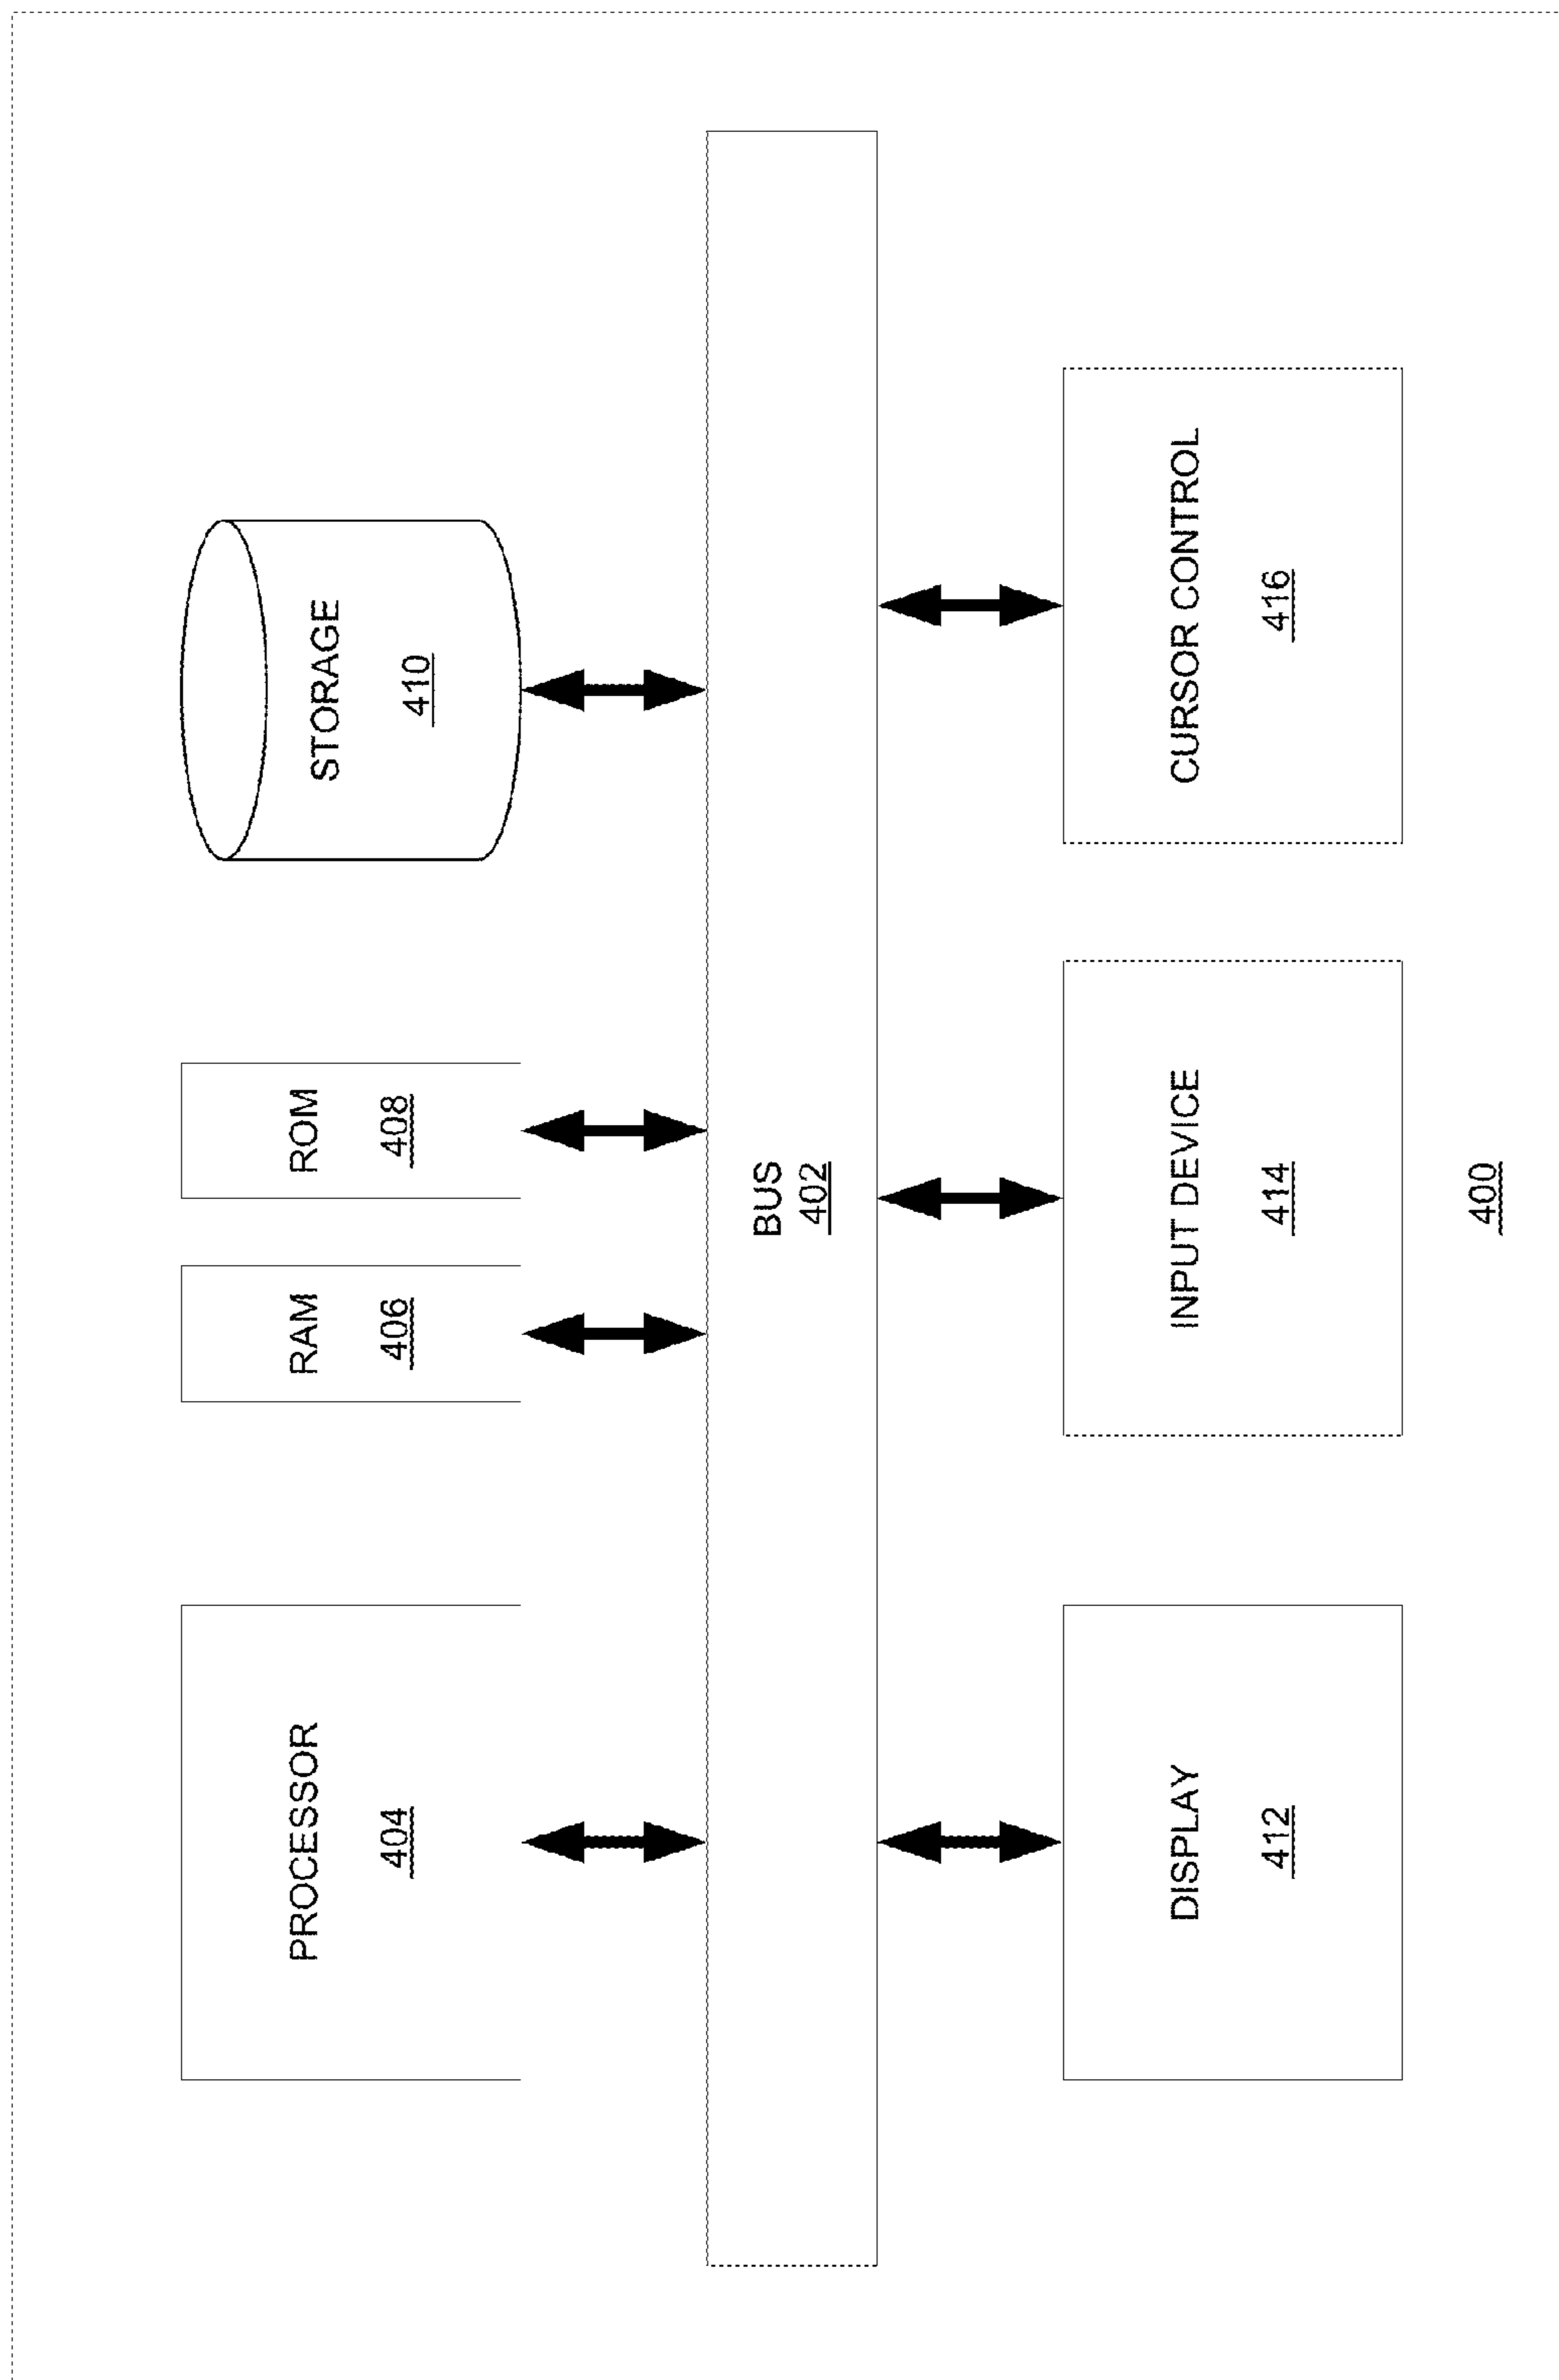 PROCESSOR
404
RAM
406
ROM
408
STORAGE
410
BUS
402
DISPLAY
412
INPUT DEVICE
414
CURSOR CONTROL
416
400